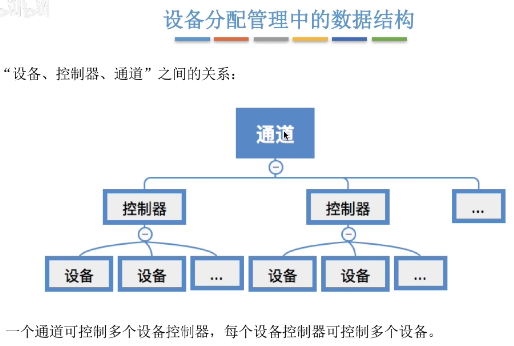 设备分配管理中的数据结构
“设备、控制器、通道”之间的关系：
通道
控制器 控制器 ...
设备 设备 ... 设备 设备 ...
一个通道可控制多个设备控制器，每个设备控制器可控制多个设备。